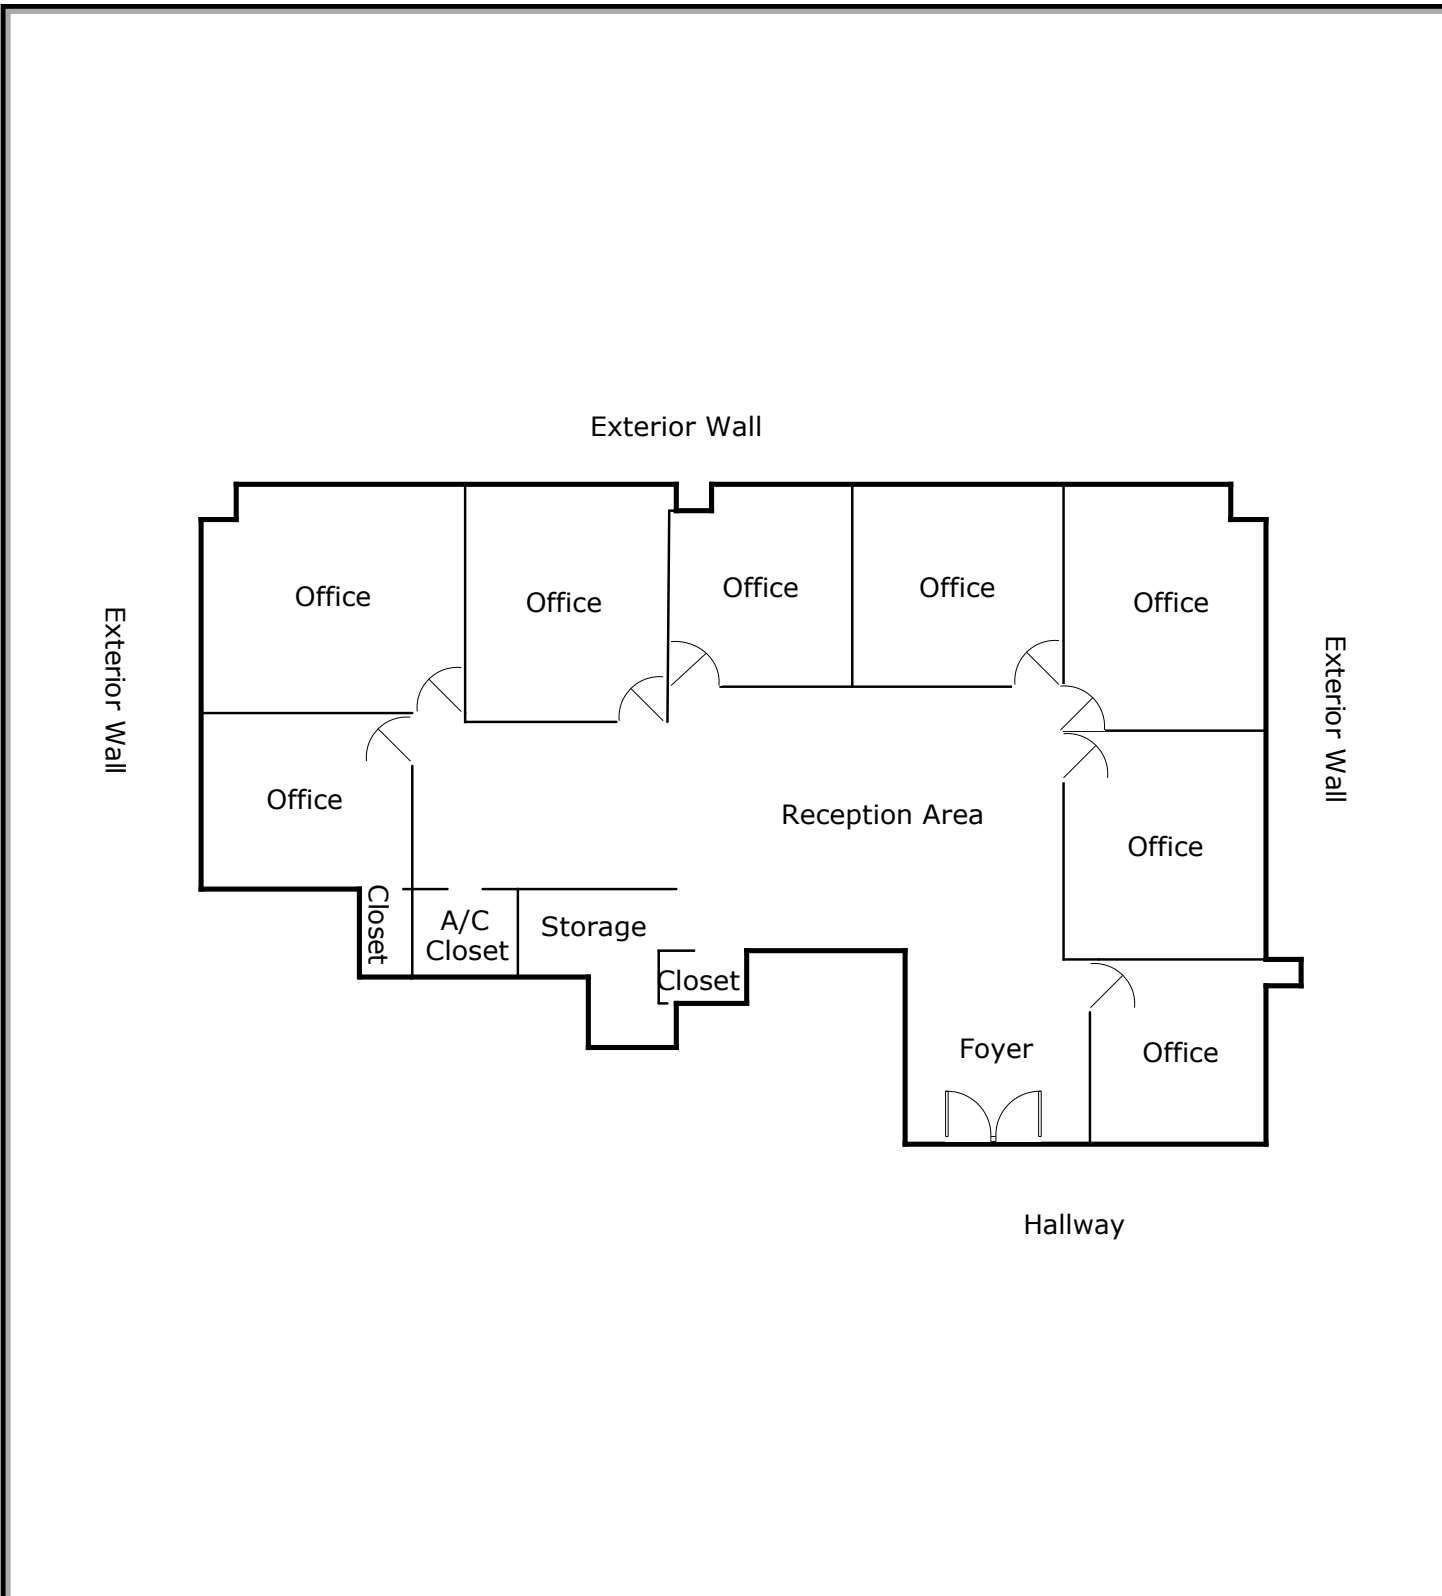 Exterior Wall
Office
Office
Office
Office
Office
Exterior Wall
Exterior Wall
Office
Reception Area
Office
Closet
A/C
Closet
Storage
Closet
Foyer
Office
Hallway